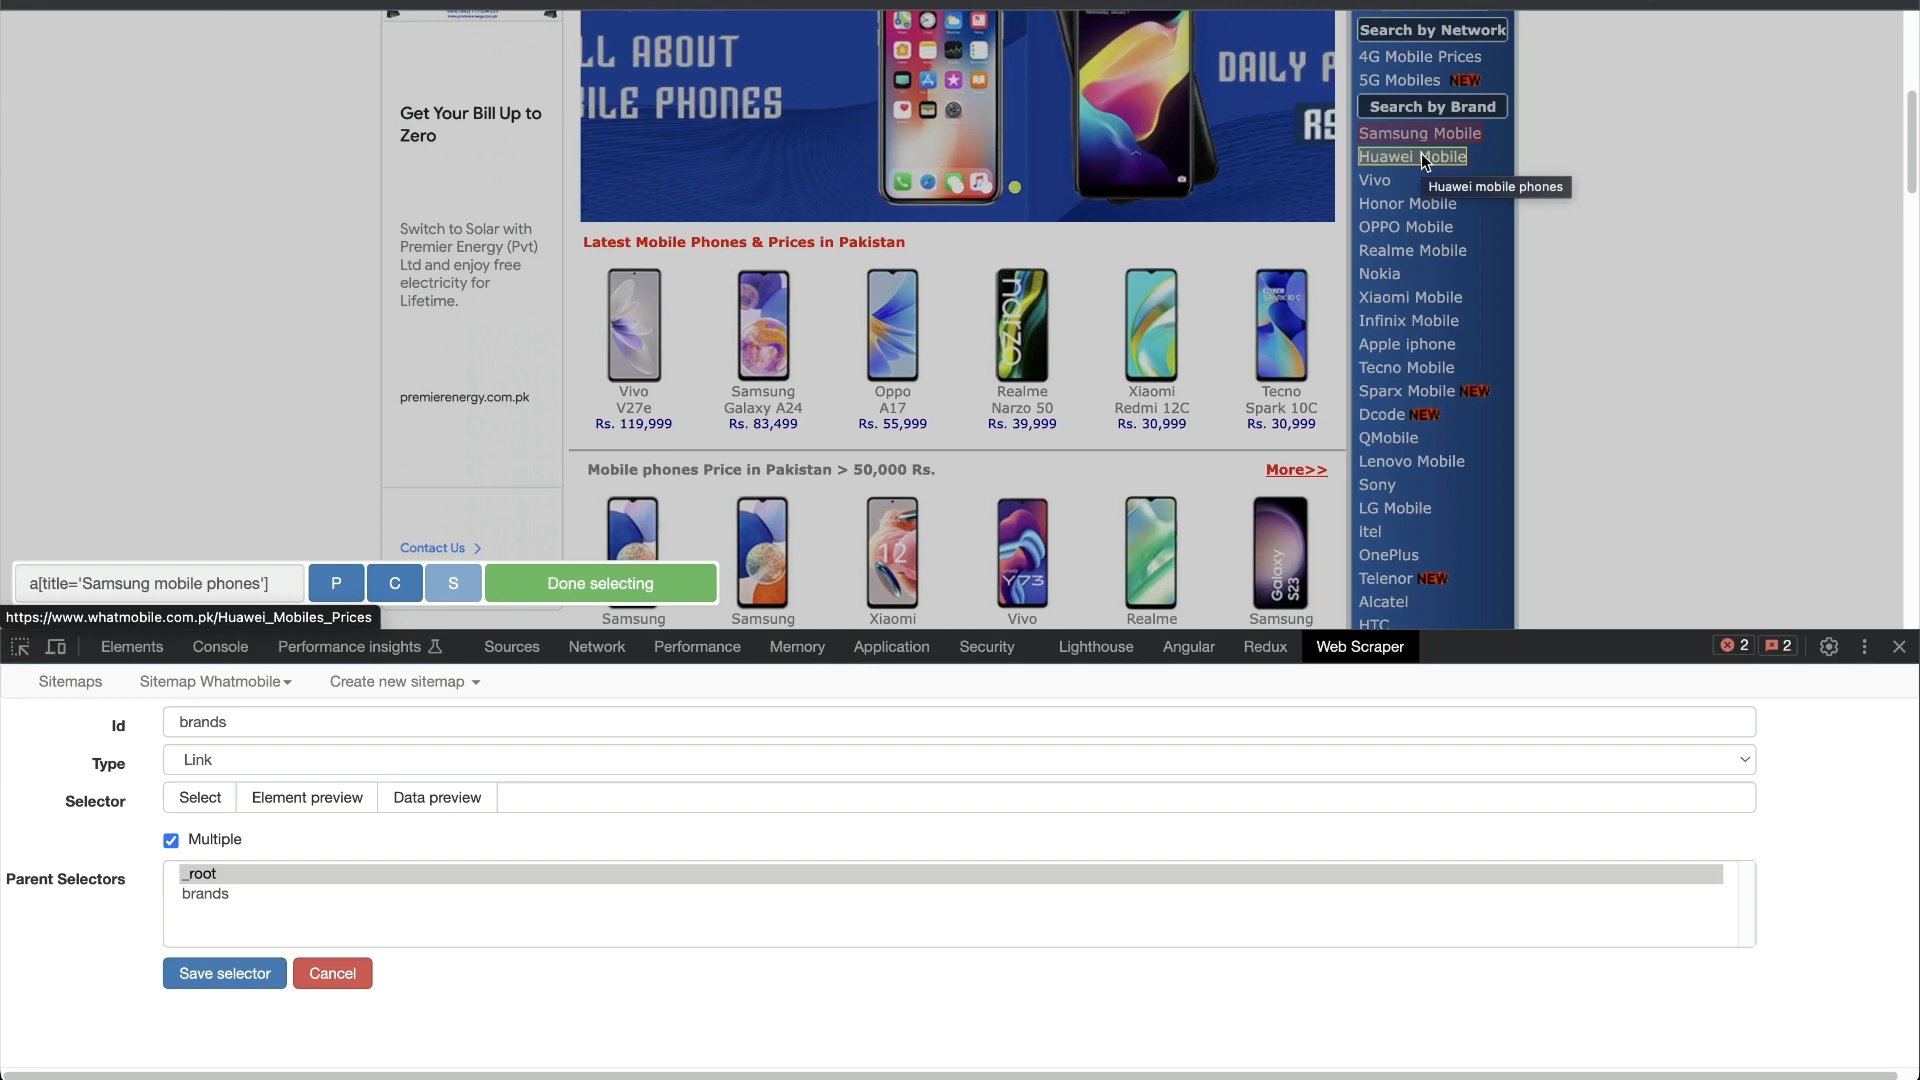 Search by Network
4G Mobile Prices
5G Mobiles NEW
Search by Brand
Samsung Mobile
Huawei Mobile
Huawei mobile phones
Vivo
Honor Mobile
OPPO Mobile
Realme Mobile
Nokia
Xiaomi Mobile
Infinix Mobile
Apple iphone
Tecno Mobile
Sparx Mobile NEW
Dcode NEW
QMobile
Lenovo Mobile
Sony
LG Mobile
itel
OnePlus
Telenor NEW
Alcatel
HTC
Get Your Bill Up to
Zero
Switch to Solar with
Premier Energy (Pvt)
Ltd and enjoy free
electricity for
Lifetime.
premierenergy.com.pk
Contact Us
LL ABOUT
ILE PHONES
DAILY P
RS
Latest Mobile Phones & Prices in Pakistan
Vivo
V27e
Rs. 119,999
Samsung
Galaxy A24
Rs. 83,499
Oppo
A17
Rs. 55,999
narzo
Realme
Narzo 50
Rs. 39,999
Xiaomi
Redmi 12C
Rs. 30,999
SPARK 10 C
Tecno
Spark 10C
Rs. 30,999
Mobile phones Price in Pakistan > 50,000 Rs.
More>>
12
Y73
Galaxy
S23
Samsung
Samsung
Xiaomi
Vivo
Realme
Samsung
a[title='Samsung mobile phones']
P
C
S
Done selecting
https://www.whatmobile.com.pk/Huawei_Mobiles_Prices
Elements
Console
Performance insights
Sources
Network
Performance
Memory
Application
Security
Lighthouse
Angular
Redux
Web Scraper
2
2
Sitemaps
Sitemap Whatmobile
Create new sitemap
Id
brands
Type
Link
Selector
Select
Element preview
Data preview
Multiple
Parent Selectors
_root
brands
Save selector
Cancel